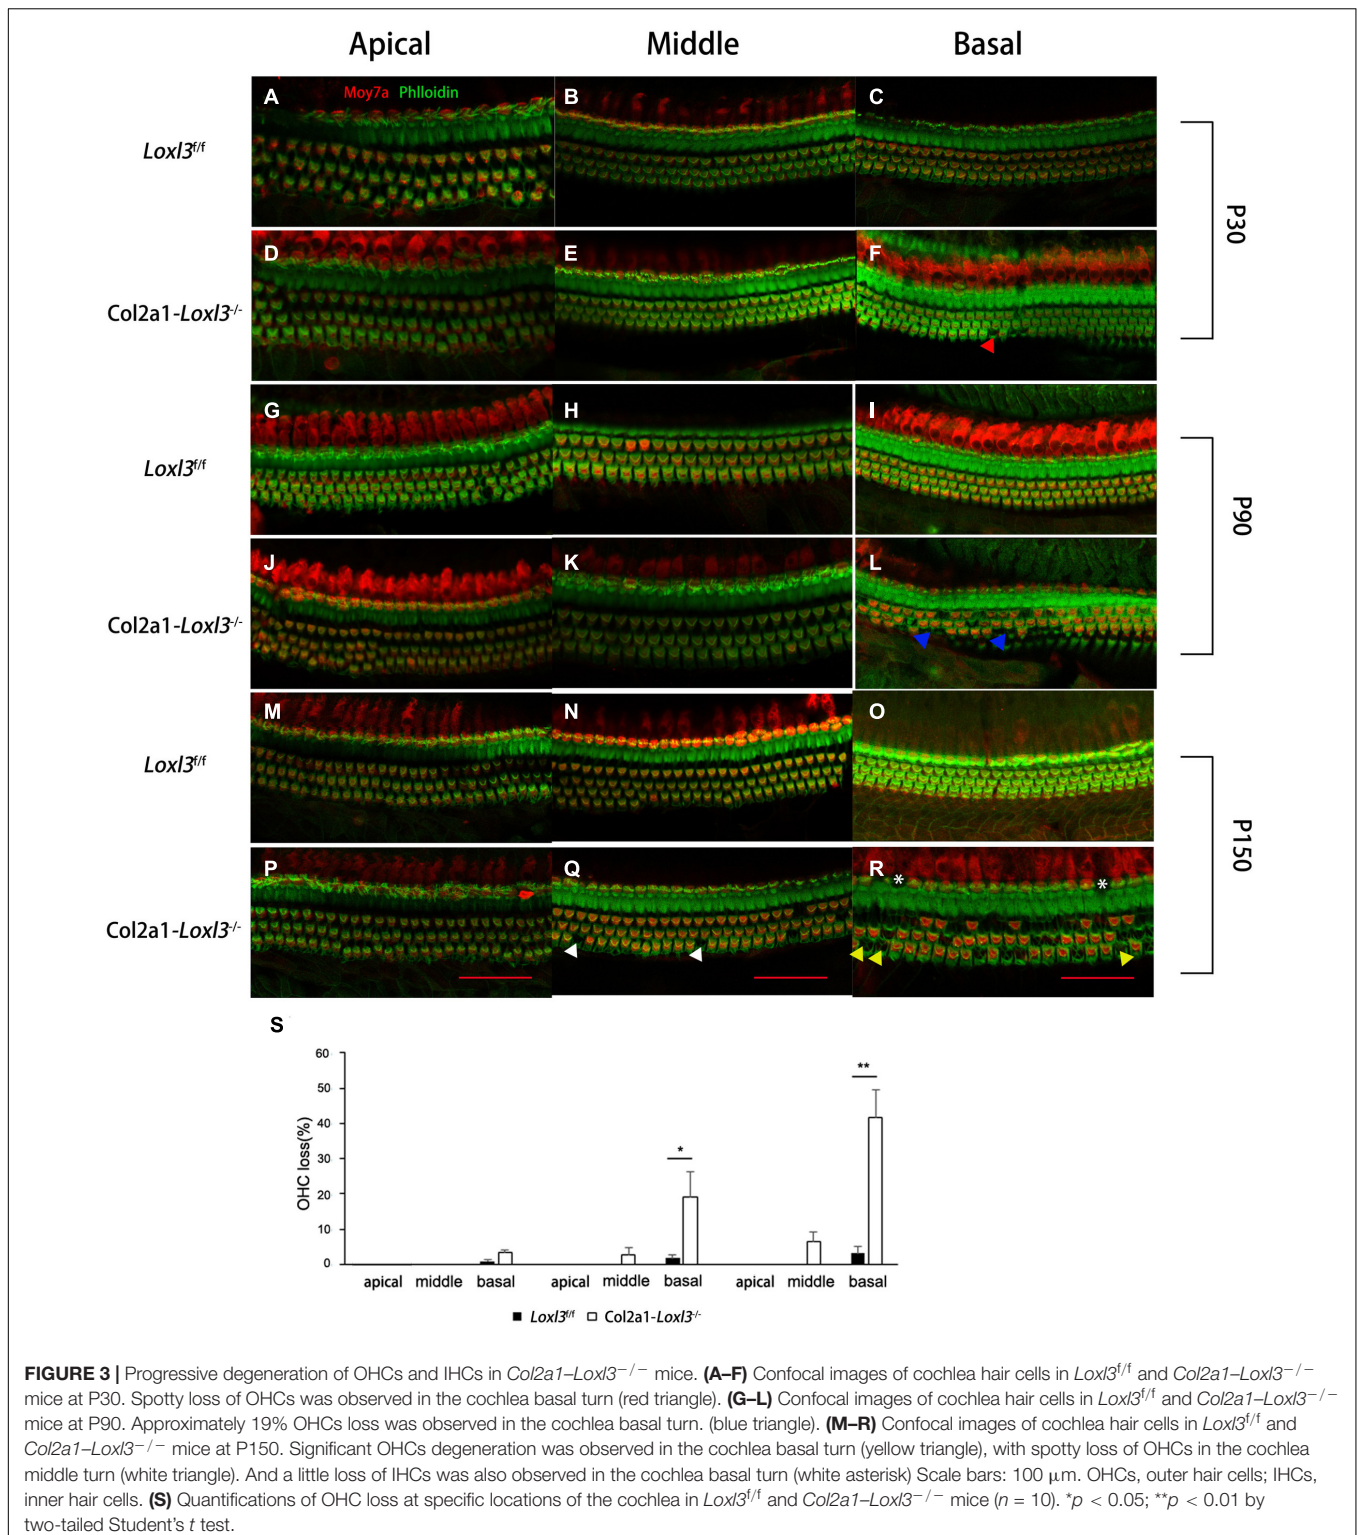 Apical Middle Basal
A Moy7a Phlloidin B C
Loxl3f/f
P30
D E F
Col2a1-Loxl3-/-
G H I
Loxl3f/f
P90
J K L
Col2a1-Loxl3-/-
M N O
Loxl3f/f
P150
P Q R
* *
Col2a1-Loxl3-/-
S
60
50
40
30
20
10
0
OHC loss(%)
* **
apical middle basal apical middle basal apical middle basal
Loxl3f/f Col2a1-Loxl3-/-
FIGURE 3 | Progressive degeneration of OHCs and IHCs in Col2a1–Loxl3−/− mice. (A–F) Confocal images of cochlea hair cells in Loxl3f/f and Col2a1–Loxl3−/−
mice at P30. Spotty loss of OHCs was observed in the cochlea basal turn (red triangle). (G–L) Confocal images of cochlea hair cells in Loxl3f/f and Col2a1–Loxl3−/−
mice at P90. Approximately 19% OHCs loss was observed in the cochlea basal turn. (blue triangle). (M–R) Confocal images of cochlea hair cells in Loxl3f/f and
Col2a1–Loxl3−/− mice at P150. Significant OHCs degeneration was observed in the cochlea basal turn (yellow triangle), with spotty loss of OHCs in the cochlea
middle turn (white triangle). And a little loss of IHCs was also observed in the cochlea basal turn (white asterisk) Scale bars: 100 μm. OHCs, outer hair cells; IHCs,
inner hair cells. (S) Quantifications of OHC loss at specific locations of the cochlea in Loxl3f/f and Col2a1–Loxl3−/− mice (n = 10). *p < 0.05; **p < 0.01 by
two-tailed Student's t test.